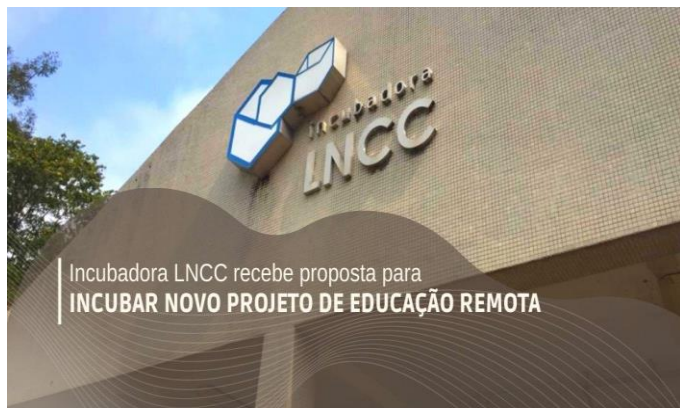 incubadora
LNCC
Incubadora LNCC recebe proposta para
INCUBAR NOVO PROJETO DE EDUCAÇÃO REMOTA